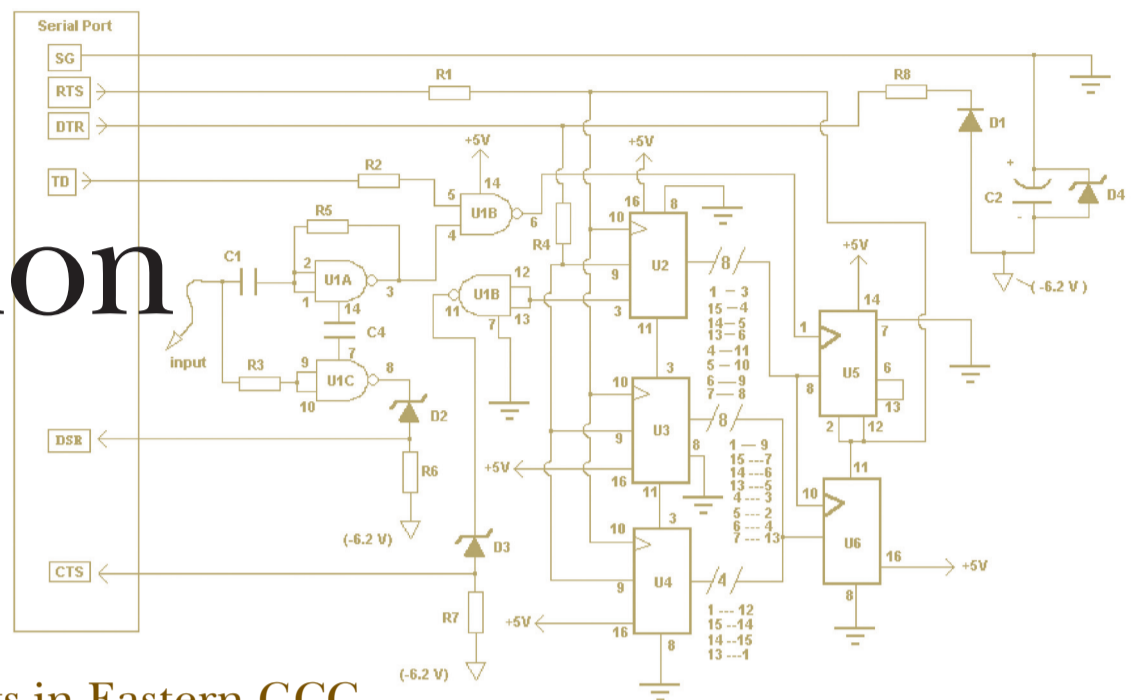 Serial Port
SG
RTS
R1
R8
DTR
D1
+5V
+5V
TD
R2
14
16
8
+
C2
D4
-
5
U1B
6
10
R5
4
R4
U2
8
on
C1
2
U1A
3
12
9
+5V
(-6.2 V)
1
14
U1B
11
13
3
1 — 3
15 — 4
14 — 5
13 — 6
4 — 11
5 — 10
6 — 9
7 — 8
14
7
1
C4
7
7
11
U5
input
R3
9
U1C
8
3
8
6
10
D2
10
13
U3
8
2
12
DSR
9
8
1 — 9
15 ---7
14 ---6
13 ---5
4 --- 3
5 --- 2
6 --- 4
7 --- 13
R6
+5V
16
11
11
3
10
(-6.2 V)
D3
10
U6
CTS
U4
4
16
+5V
9
R7
+5V
16
1 --- 12
15 --14
14 --15
13 ---1
8
8
(-6.2 V)
s in Eastern GCC